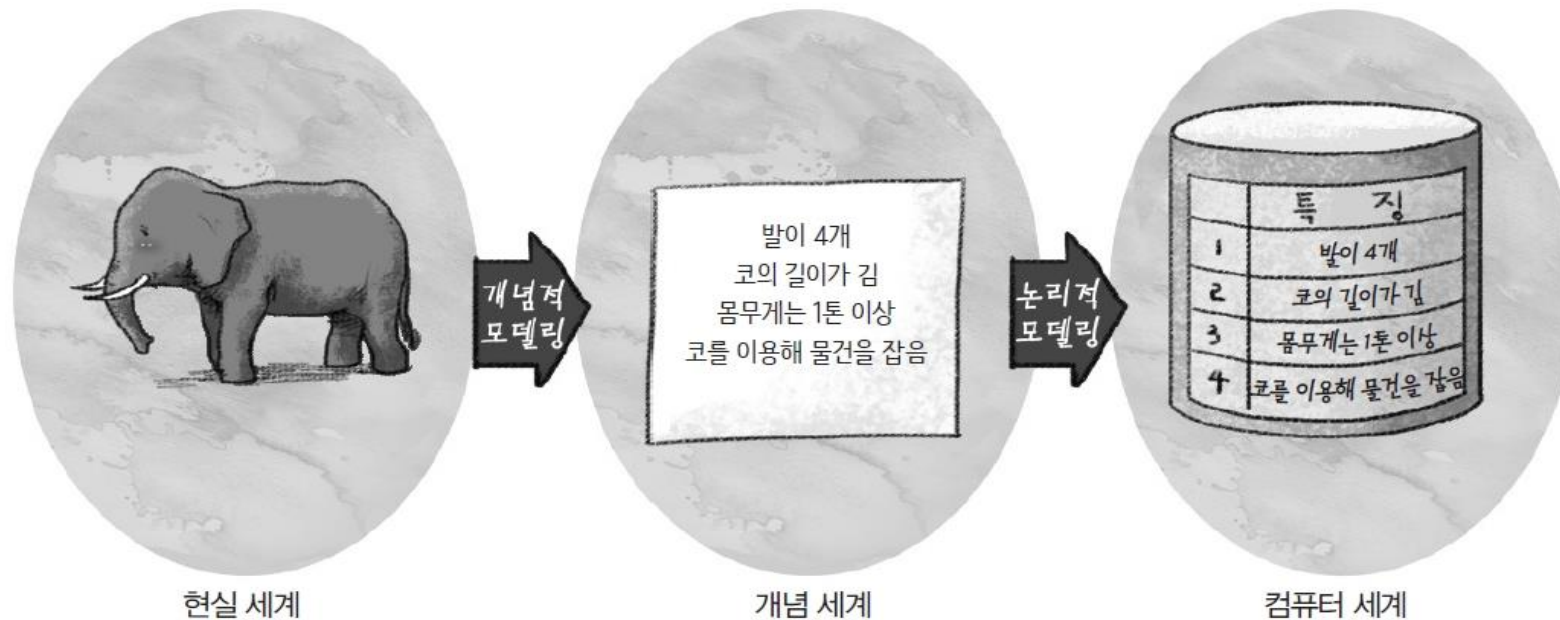 개념적
모델링
발이 4개
코의 길이가 김
몸무게는 1톤 이상
코를 이용해 물건을 잡음
논리적
모델링
특 징
1 발이 4개
2 코의 길이가 김
3 몸무게는 1톤 이상
4 코를 이용해 물건을 잡음
현실 세계
개념 세계
컴퓨터 세계